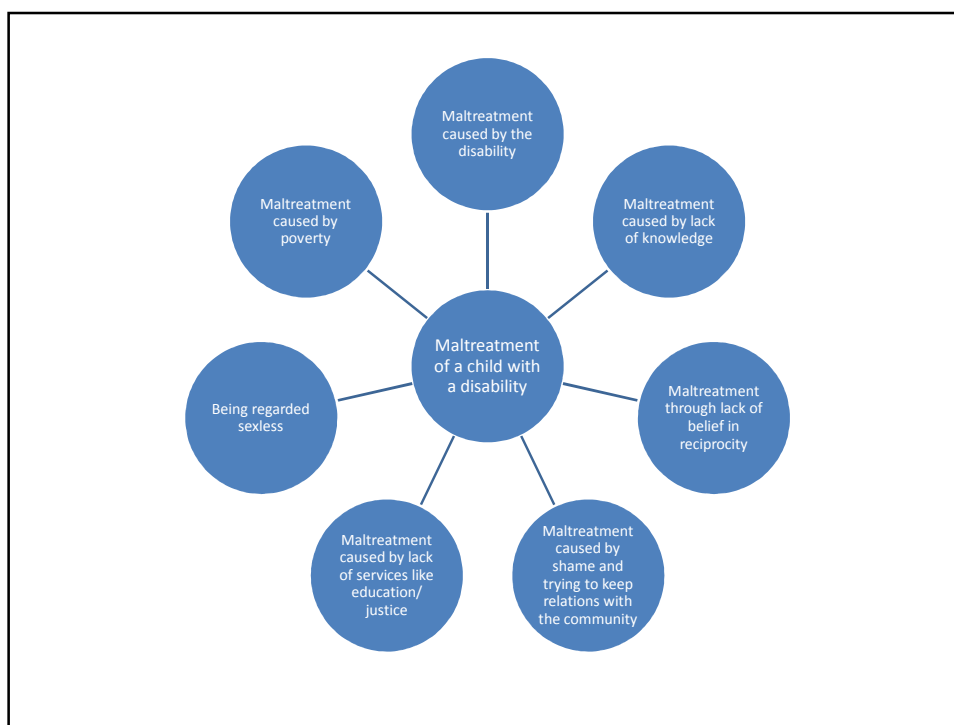 Maltreatment
caused by the
disability
Maltreatment
caused by lack
of knowledge
Maltreatment
through lack of
belief in
reciprocity
Maltreatment
caused by
shame and
trying to keep
relations with
the community
Maltreatment
caused by lack
of services like
education/
justice
Being regarded
sexless
Maltreatment
caused by
poverty
Maltreatment
of a child with
a disability